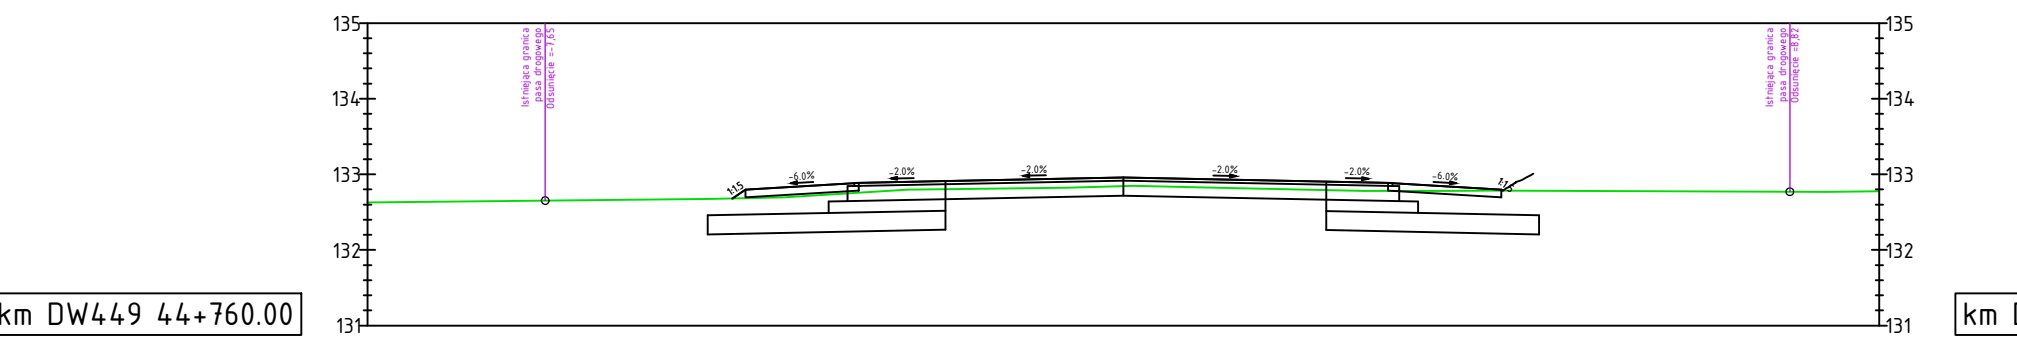 135
134
133
132
131
Istniejąca granica
pasa drogowego
Odsunięcie =-7,65
1:1.5
-6.0%
-2.0%
-2.0%
-2.0%
-2.0%
-6.0%
1:1.5
Istniejąca granica
pasa drogowego
Odsunięcie =8,82
135
134
133
132
131
km DW449 44+760.00
km